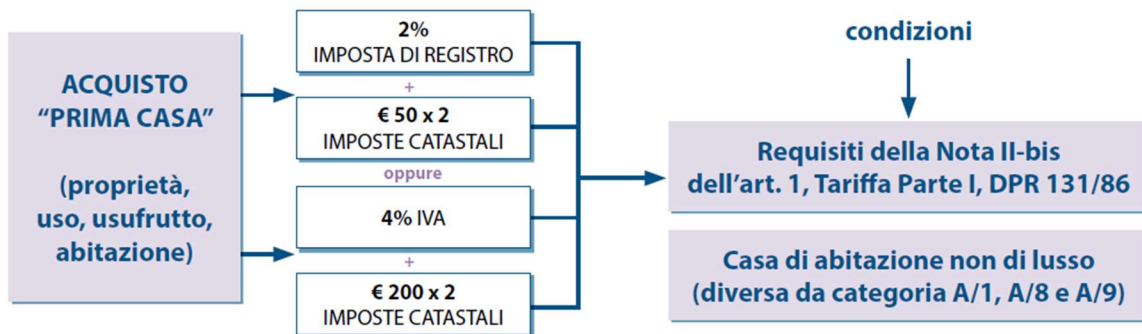 ACQUISTO
“PRIMA CASA”
(proprietà,
uso, usufrutto,
abitazione)
2%
IMPOSTA DI REGISTRO
+
€ 50 x 2
IMPOSTE CATASTALI
oppure
4% IVA
+
€ 200 x 2
IMPOSTE CATASTALI
condizioni
Requisiti della Nota II-bis
dell’art. 1, Tariffa Parte I, DPR 131/86
Casa di abitazione non di lusso
(diversa da categoria A/1, A/8 e A/9)